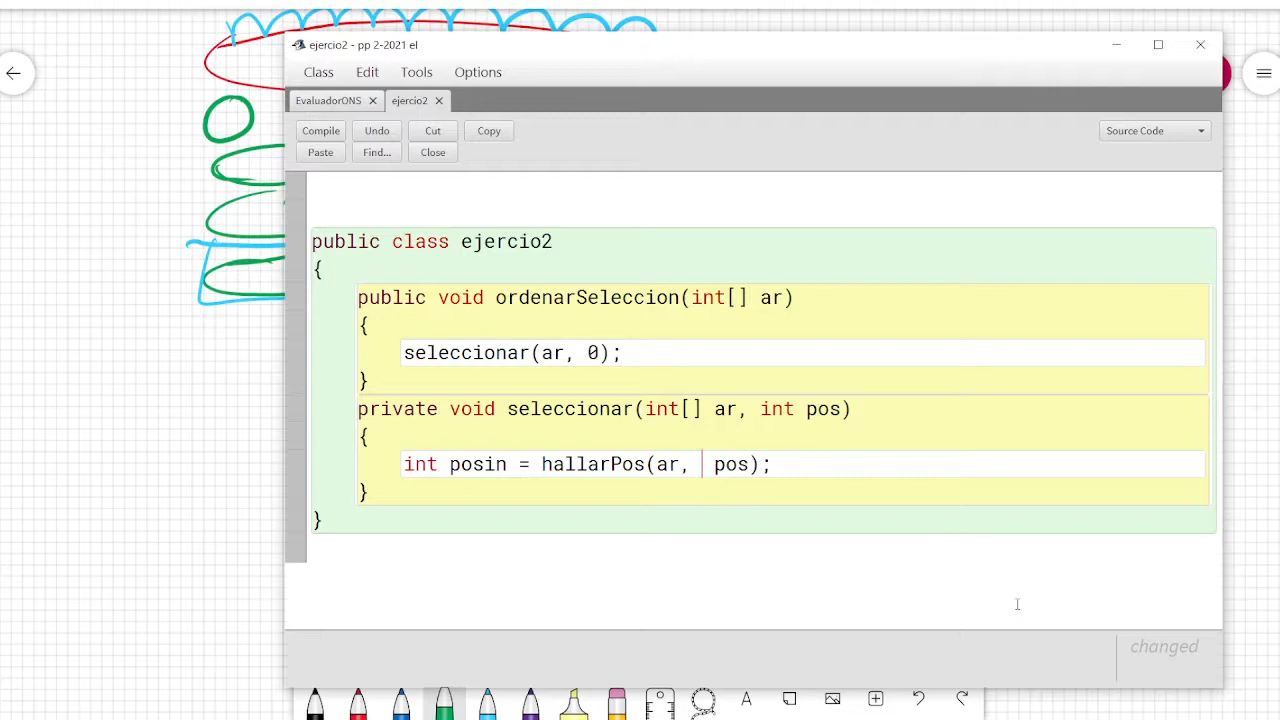 ejercio2 - pp 2-2021 el
Class Edit Tools Options
EvaluadorONS ejercio2
Compile Undo Cut Copy Source Code
Paste Find... Close
public class ejercio2
{
public void ordenarSeleccion(int[] ar)
{
seleccionar(ar, 0);
}
private void seleccionar(int[] ar, int pos)
{
int posin = hallarPos(ar, pos);
}
}
changed